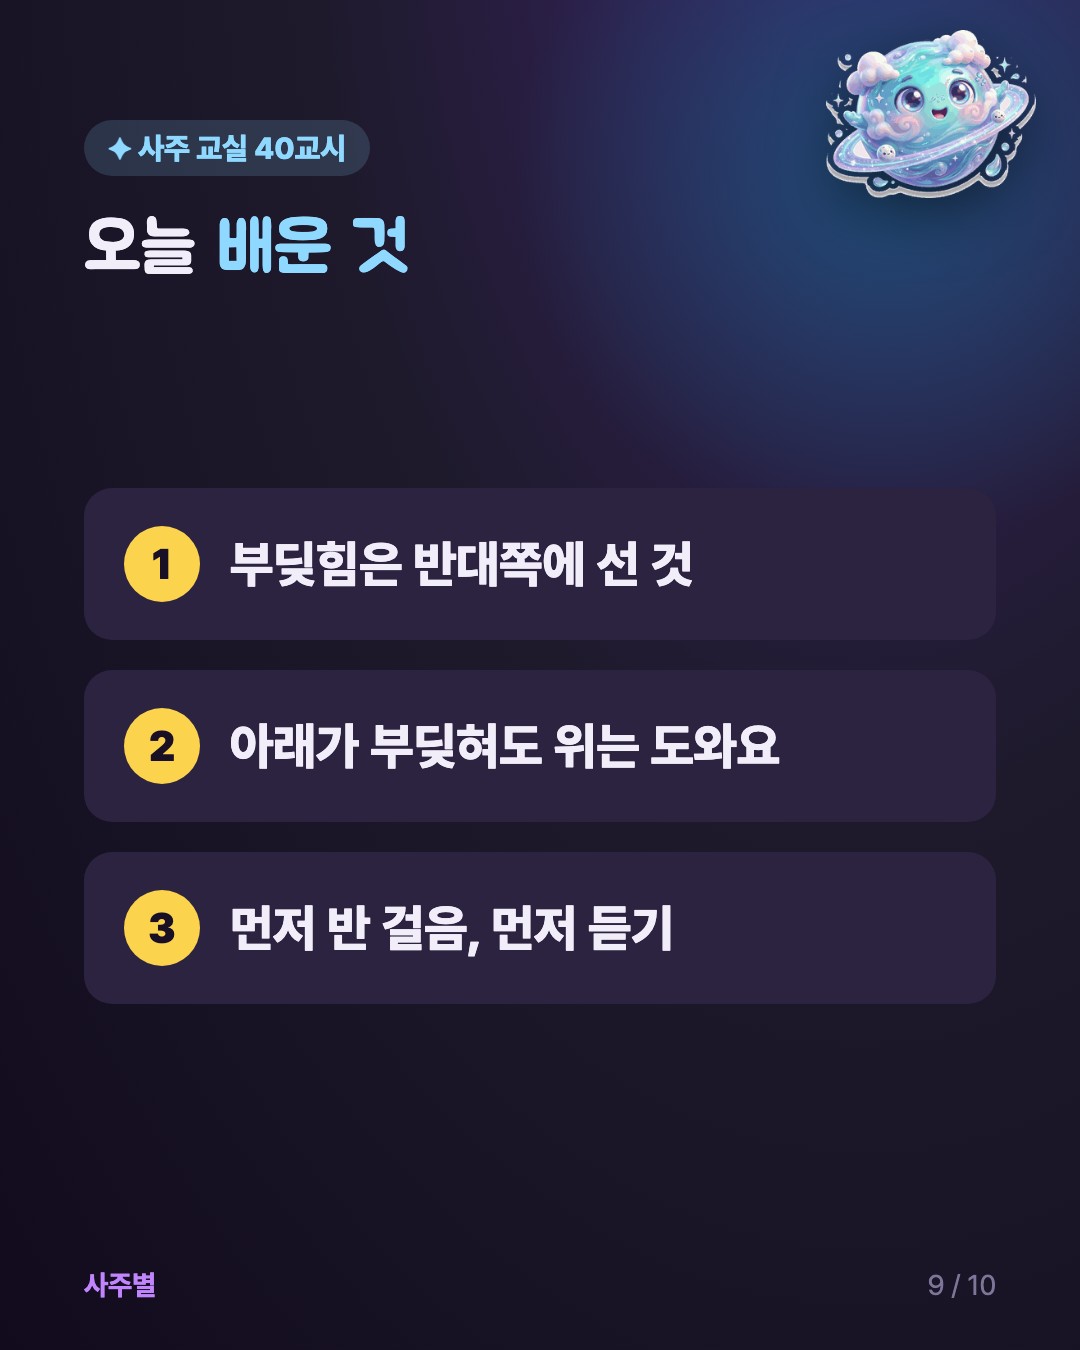 ✦ 사주 교실 40교시
오늘 배운 것
1 부딪힘은 반대쪽에 선 것
2 아래가 부딪혀도 위는 도와요
3 먼저 반 걸음, 먼저 듣기
사주별
9 / 10